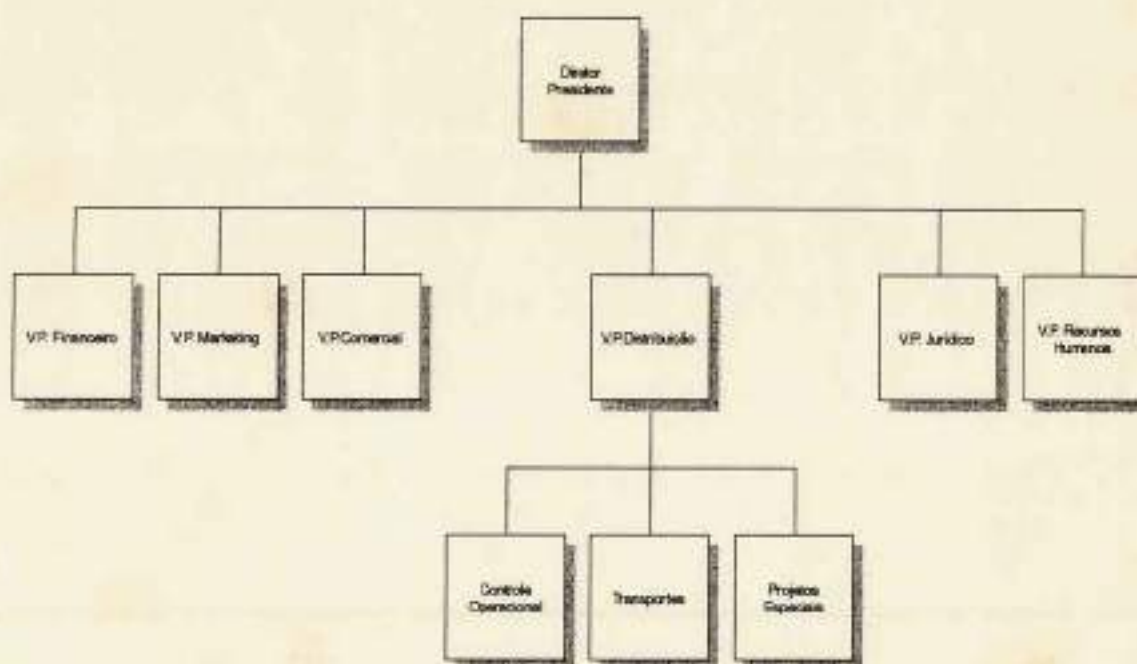 Diretor
Presidente
V.P. Financeiro
V.P. Marketing
V.P.Comercial
V.P.Distribuição
V.P. Jurídico
V.P. Recursos
Humanos
Controle
Operacional
Transportes
Projetos
Especiais